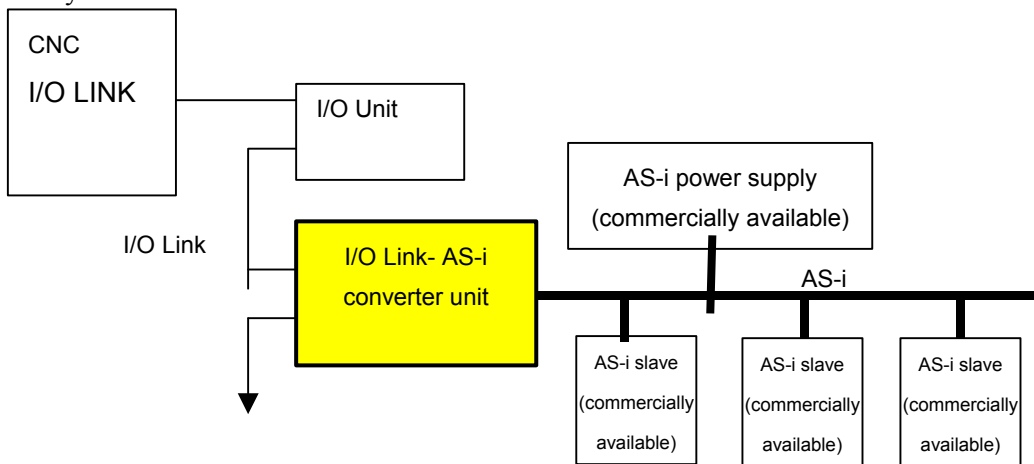 CNC
I/O LINK
I/O Unit
AS-i power supply
(commercially available)
I/O Link
I/O Link- AS-i
converter unit
AS-i
AS-i slave
(commercially
available)
AS-i slave
(commercially
available)
AS-i slave
(commercially
available)